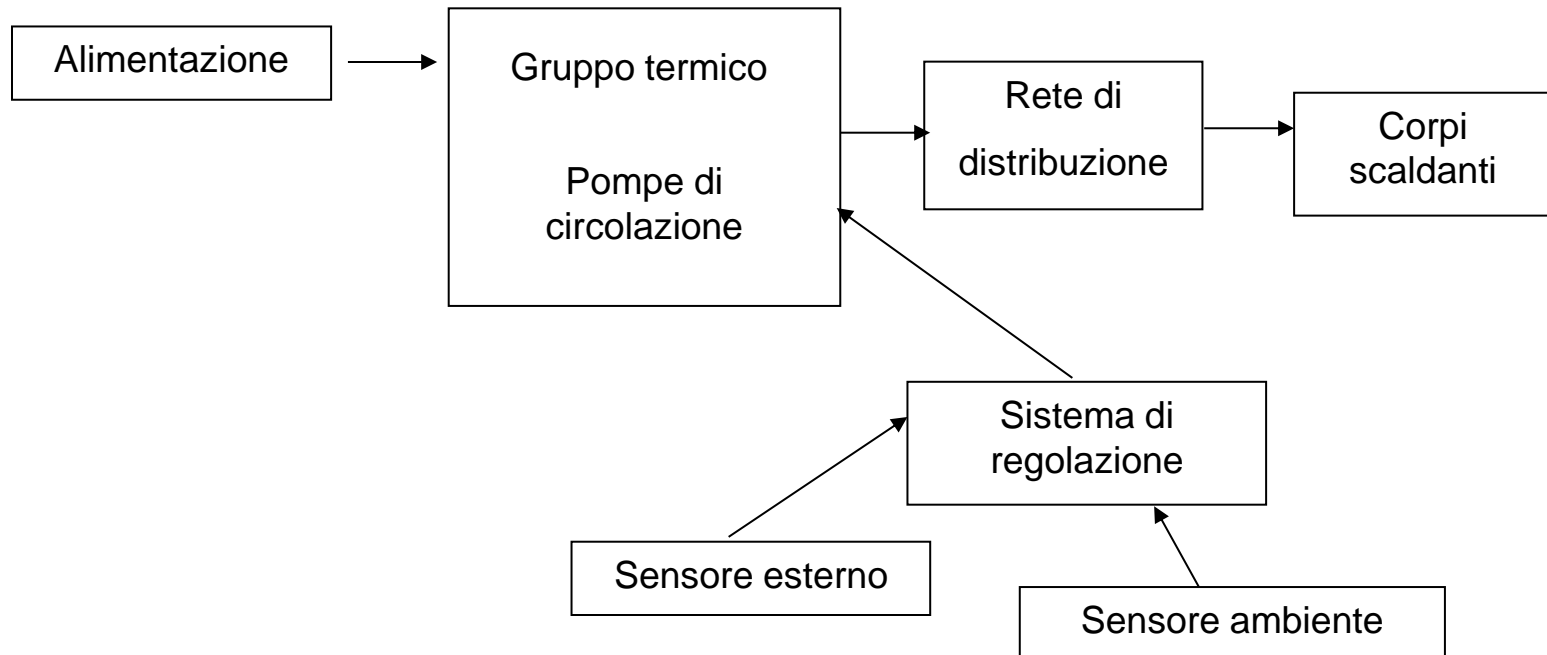 Alimentazione
Gruppo termico
Pompe di
circolazione
Rete di
distribuzione
Corpi
scaldanti
Sistema di
regolazione
Sensore esterno
Sensore ambiente